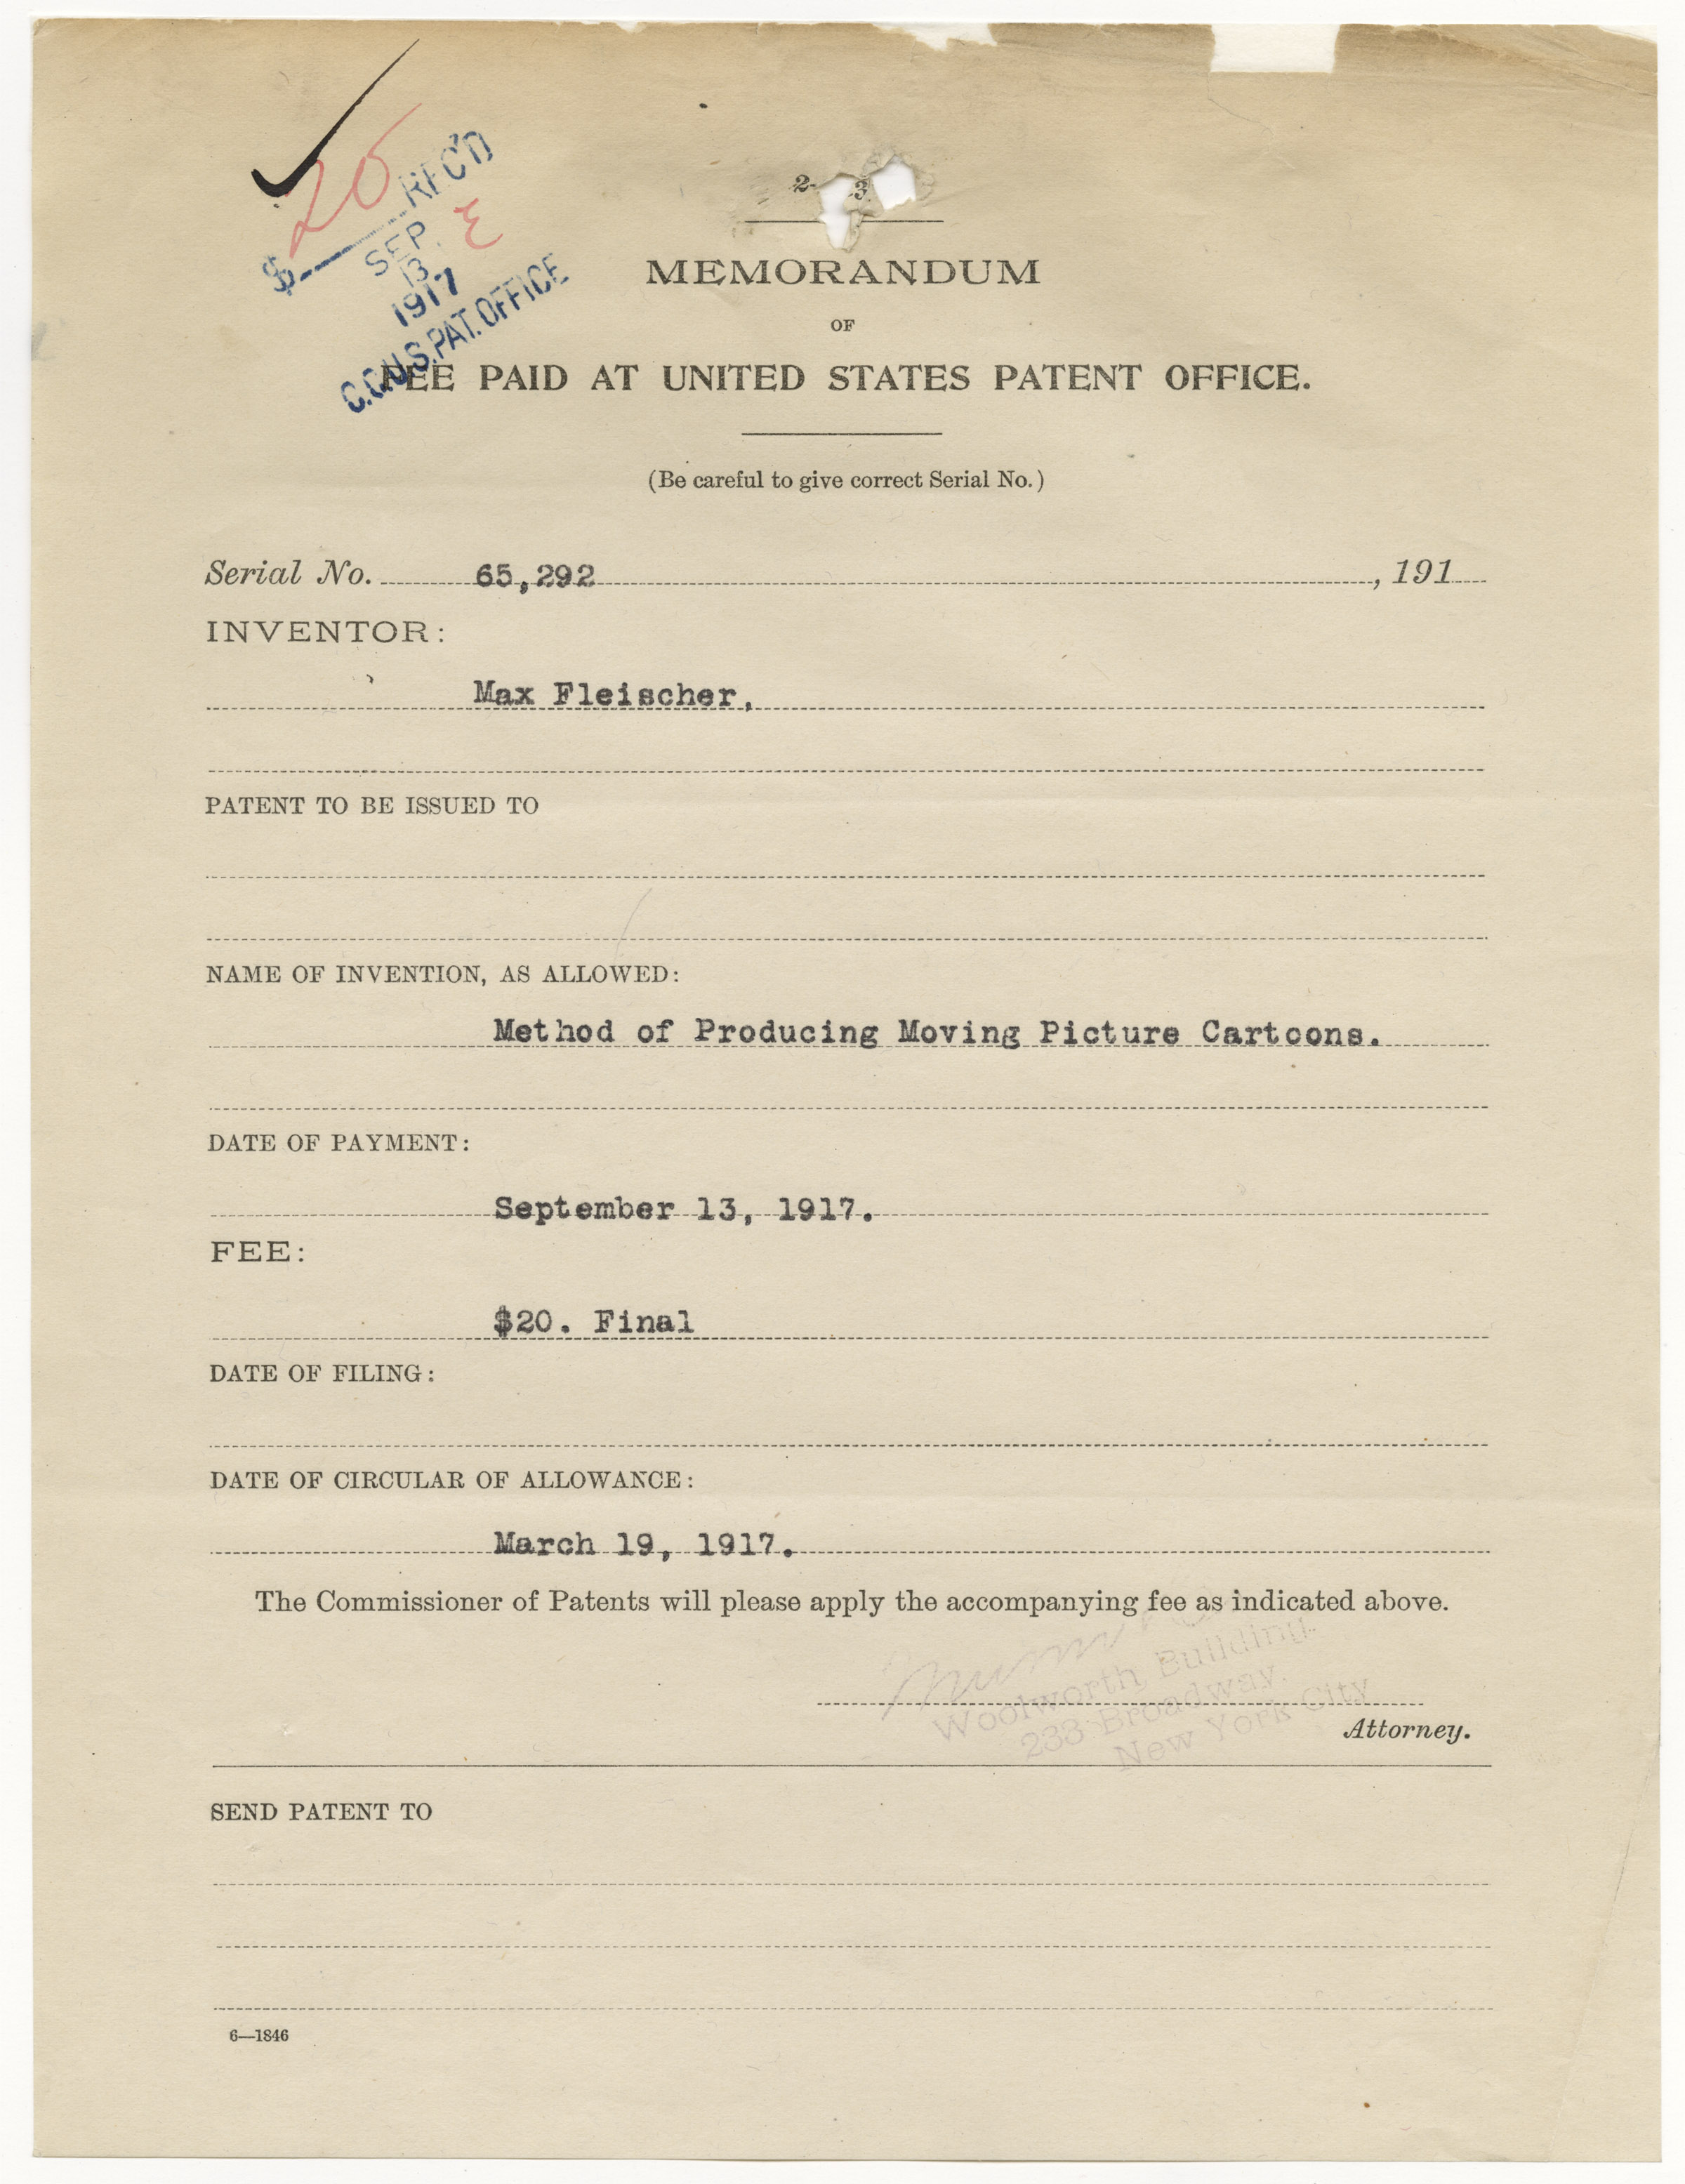 $ 20 REC'D
E
SEP.
13
1917
C.C.U.S.PAT.OFFICE
2- 3
MEMORANDUM
OF
FEE PAID AT UNITED STATES PATENT OFFICE.
(Be careful to give correct Serial No.)
Serial No. 65,292 , 191
INVENTOR:
Max Fleischer,
PATENT TO BE ISSUED TO
NAME OF INVENTION, AS ALLOWED:
Method of Producing Moving Picture Cartoons.
DATE OF PAYMENT:
September 13, 1917.
FEE:
$20. Final
DATE OF FILING:
DATE OF CIRCULAR OF ALLOWANCE:
March 19, 1917.
The Commissioner of Patents will please apply the accompanying fee as indicated above.
Woolworth Building.
233 Broadway.
New York City
Attorney.
SEND PATENT TO
6—1846